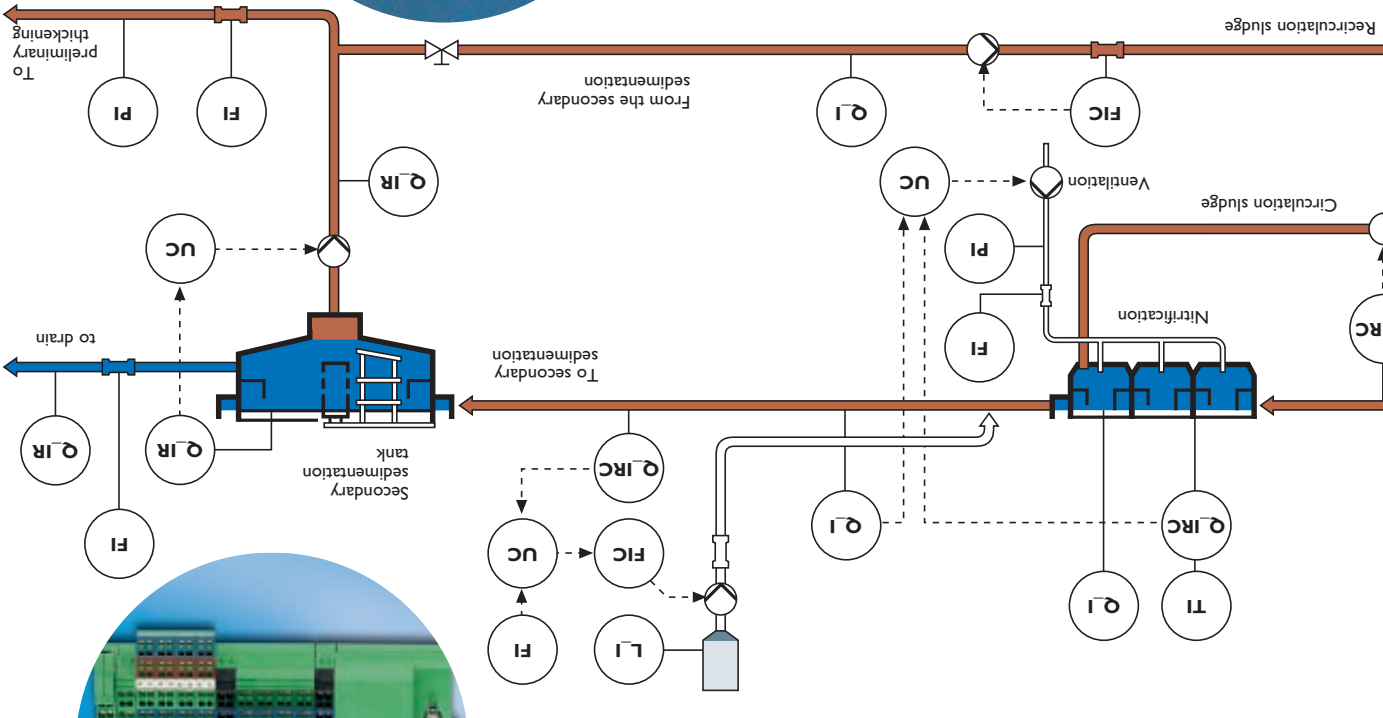 L_I
FI
TI
Q_I
Q_IRC
Q_I
FIC
UC
FI
Q_IRC
Secondary
sedimentation
tank
Q_IR
Q_IR
To secondary
sedimentation
FI
to drain
RC
Nitrification
PI
UC
Circulation sludge
Ventilation
UC
Q_IR
FIC
Q_I
FI
PI
From the secondary
sedimentation
To
preliminary
thickening
Recirculation sludge